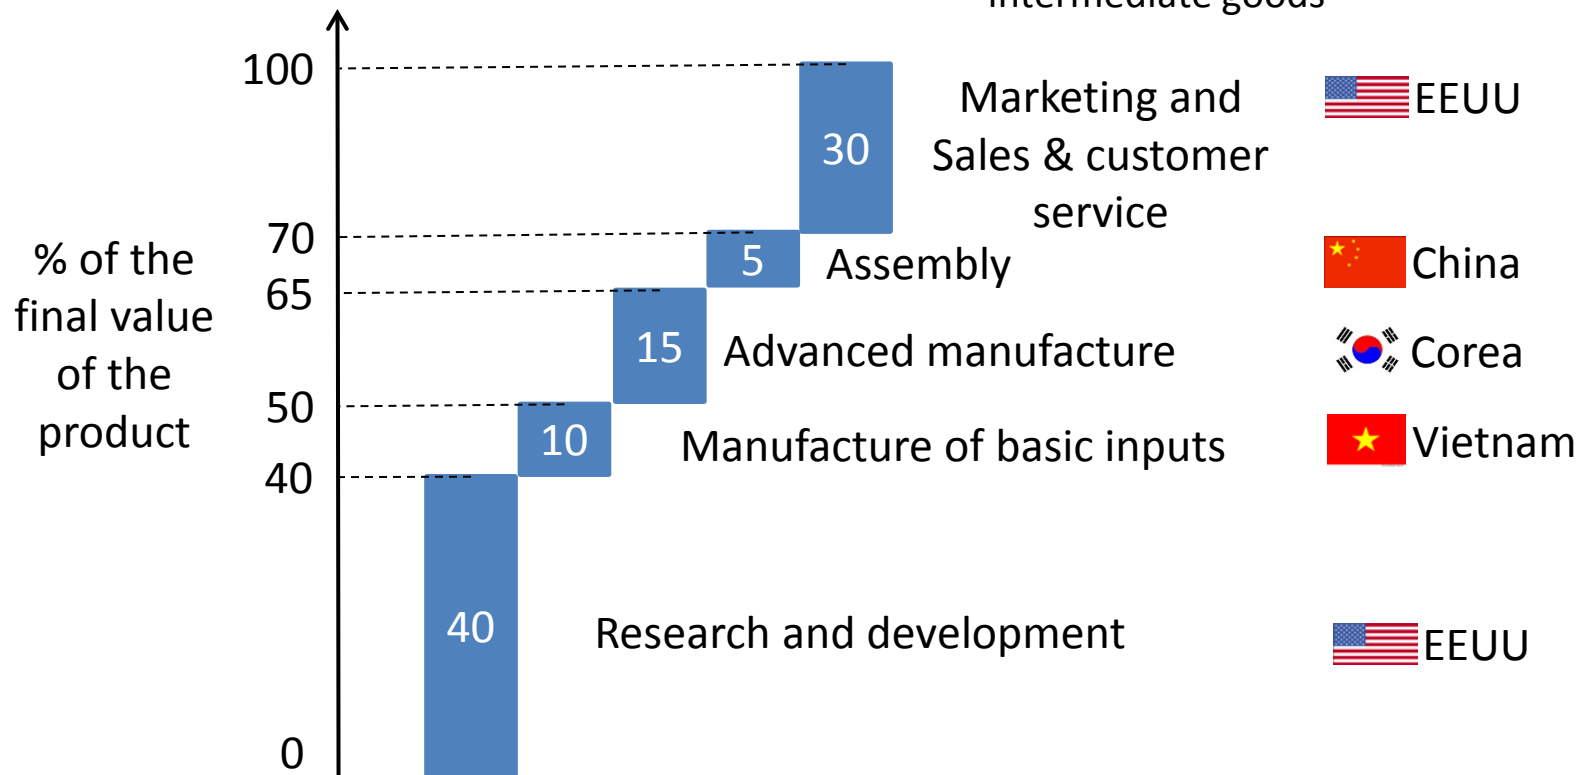 intermediate goods
100
30
Marketing and
Sales & customer
service
EEUU
% of the
final value
of the
product
70
5
Assembly
China
65
15
Advanced manufacture
Corea
50
10
Manufacture of basic inputs
Vietnam
40
40
Research and development
EEUU
0